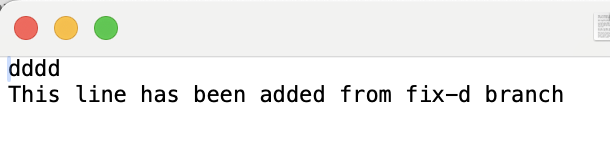 dddd
This line has been added from fix-d branch